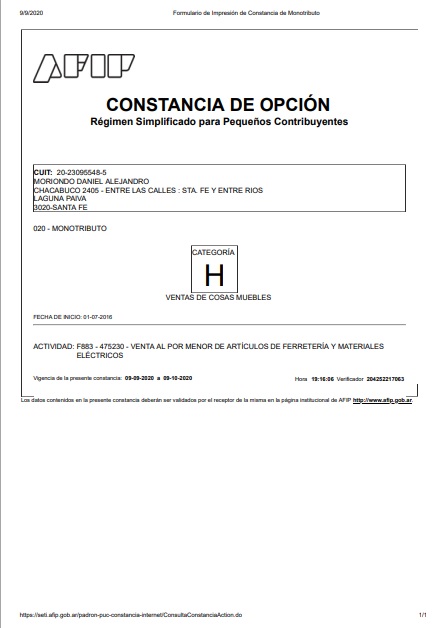 9/9/2020 Formulario de Impresión de Constancia de Monotributo
AFIP
CONSTANCIA DE OPCIÓN
Régimen Simplificado para Pequeños Contribuyentes
CUIT: 20-23095548-5
MORIONDO DANIEL ALEJANDRO
CHACABUCO 2405 - ENTRE LAS CALLES : STA. FE Y ENTRE RIOS
LAGUNA PAIVA
3020-SANTA FE
020 - MONOTRIBUTO
CATEGORÍA
H
VENTAS DE COSAS MUEBLES
FECHA DE INICIO: 01-07-2016
ACTIVIDAD: F883 - 475230 - VENTA AL POR MENOR DE ARTÍCULOS DE FERRETERÍA Y MATERIALES
ELÉCTRICOS
Vigencia de la presente constancia: 09-09-2020 a 09-10-2020 Hora 19:16:06 Verificador 204252217063
Los datos contenidos en la presente constancia deberán ser validados por el receptor de la misma en la página institucional de AFIP http://www.afip.gob.ar.
https://seti.afip.gob.ar/padron-puc-constancia-internet/ConsultaConstanciaAction.do 1/1